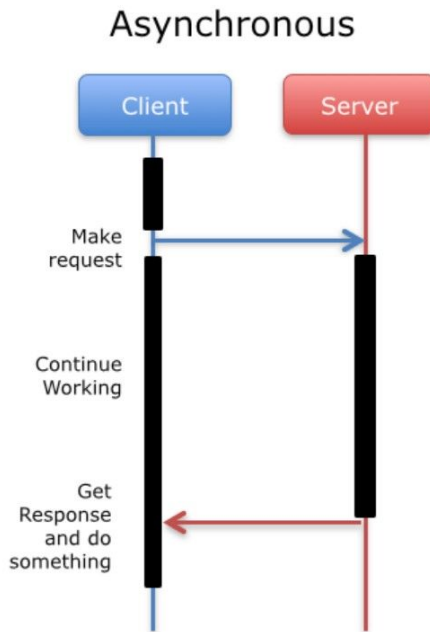 Asynchronous
Client
Server
Make
request
Continue
Working
Get
Response
and do
something